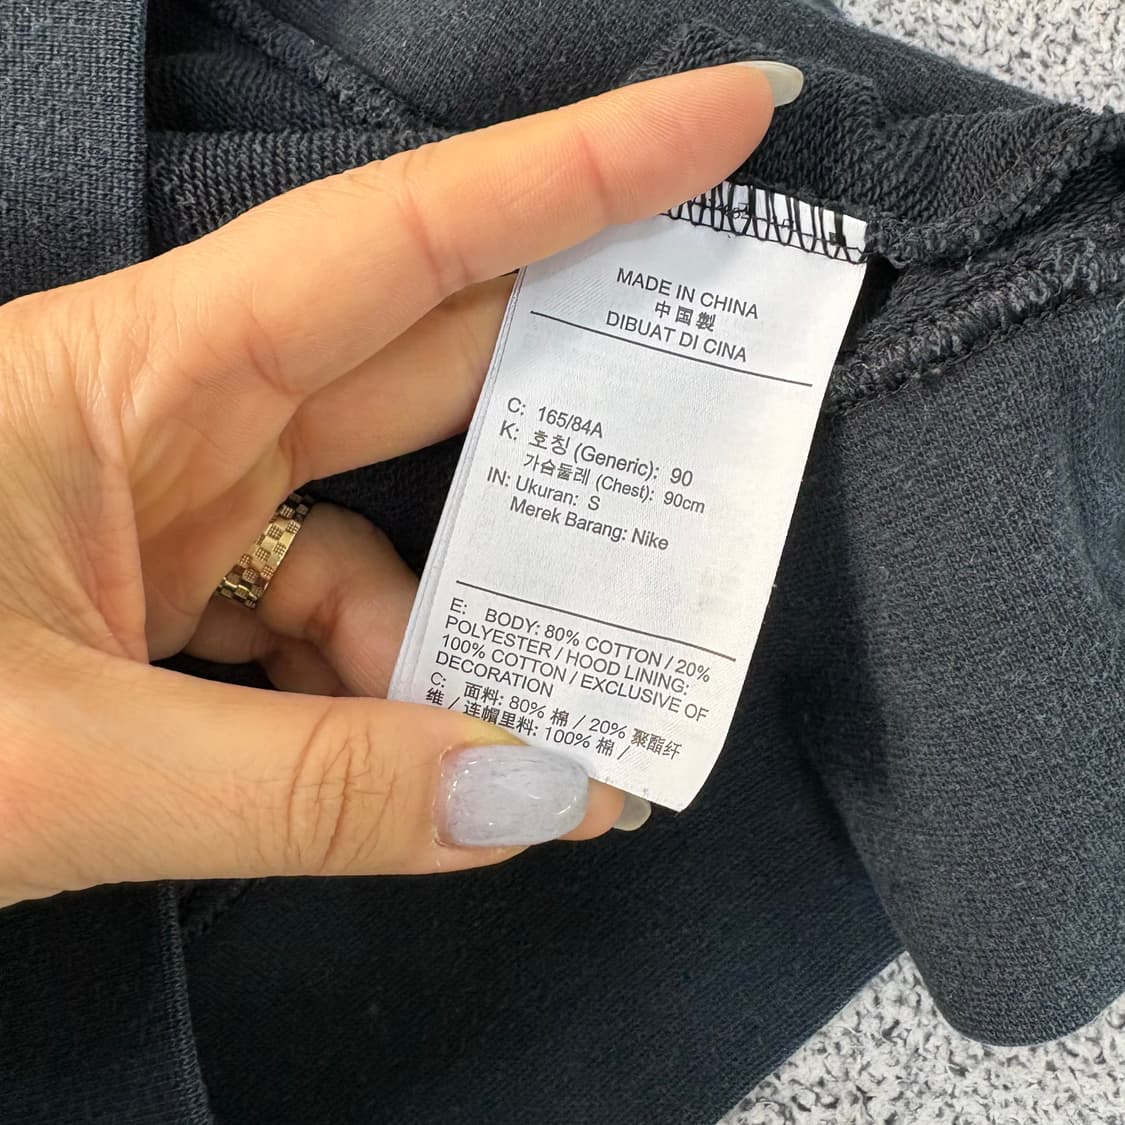 MADE IN CHINA
中国製
DIBUAT DI CINA
C: 165/84A
K: 호칭 (Generic): 90
가슴둘레 (Chest): 90cm
IN: Ukuran: S
Merek Barang: Nike
E: BODY: 80% COTTON / 20%
POLYESTER / HOOD LINING:
100% COTTON / EXCLUSIVE OF
DECORATION
C: 面料: 80% 棉 / 20% 聚酯纤
维 / 连帽里料: 100% 棉 /